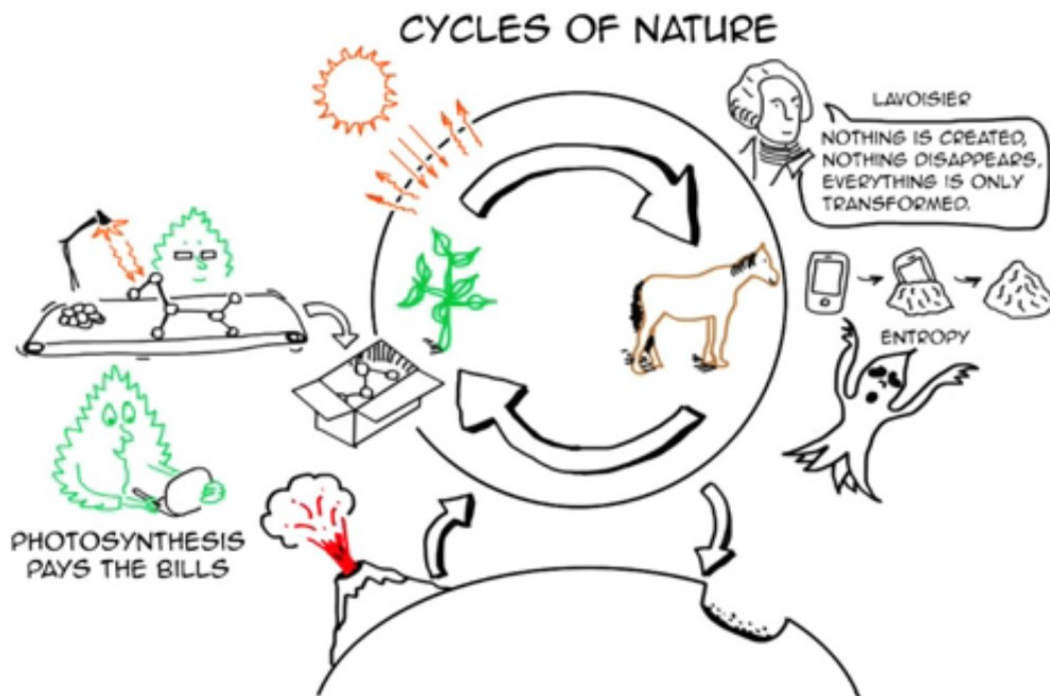 CYCLES OF NATURE
LAVOISIER
NOTHING IS CREATED,
NOTHING DISAPPEARS,
EVERYTHING IS ONLY
TRANSFORMED.
ENTROPY
PHOTOSYNTHESIS
PAYS THE BILLS